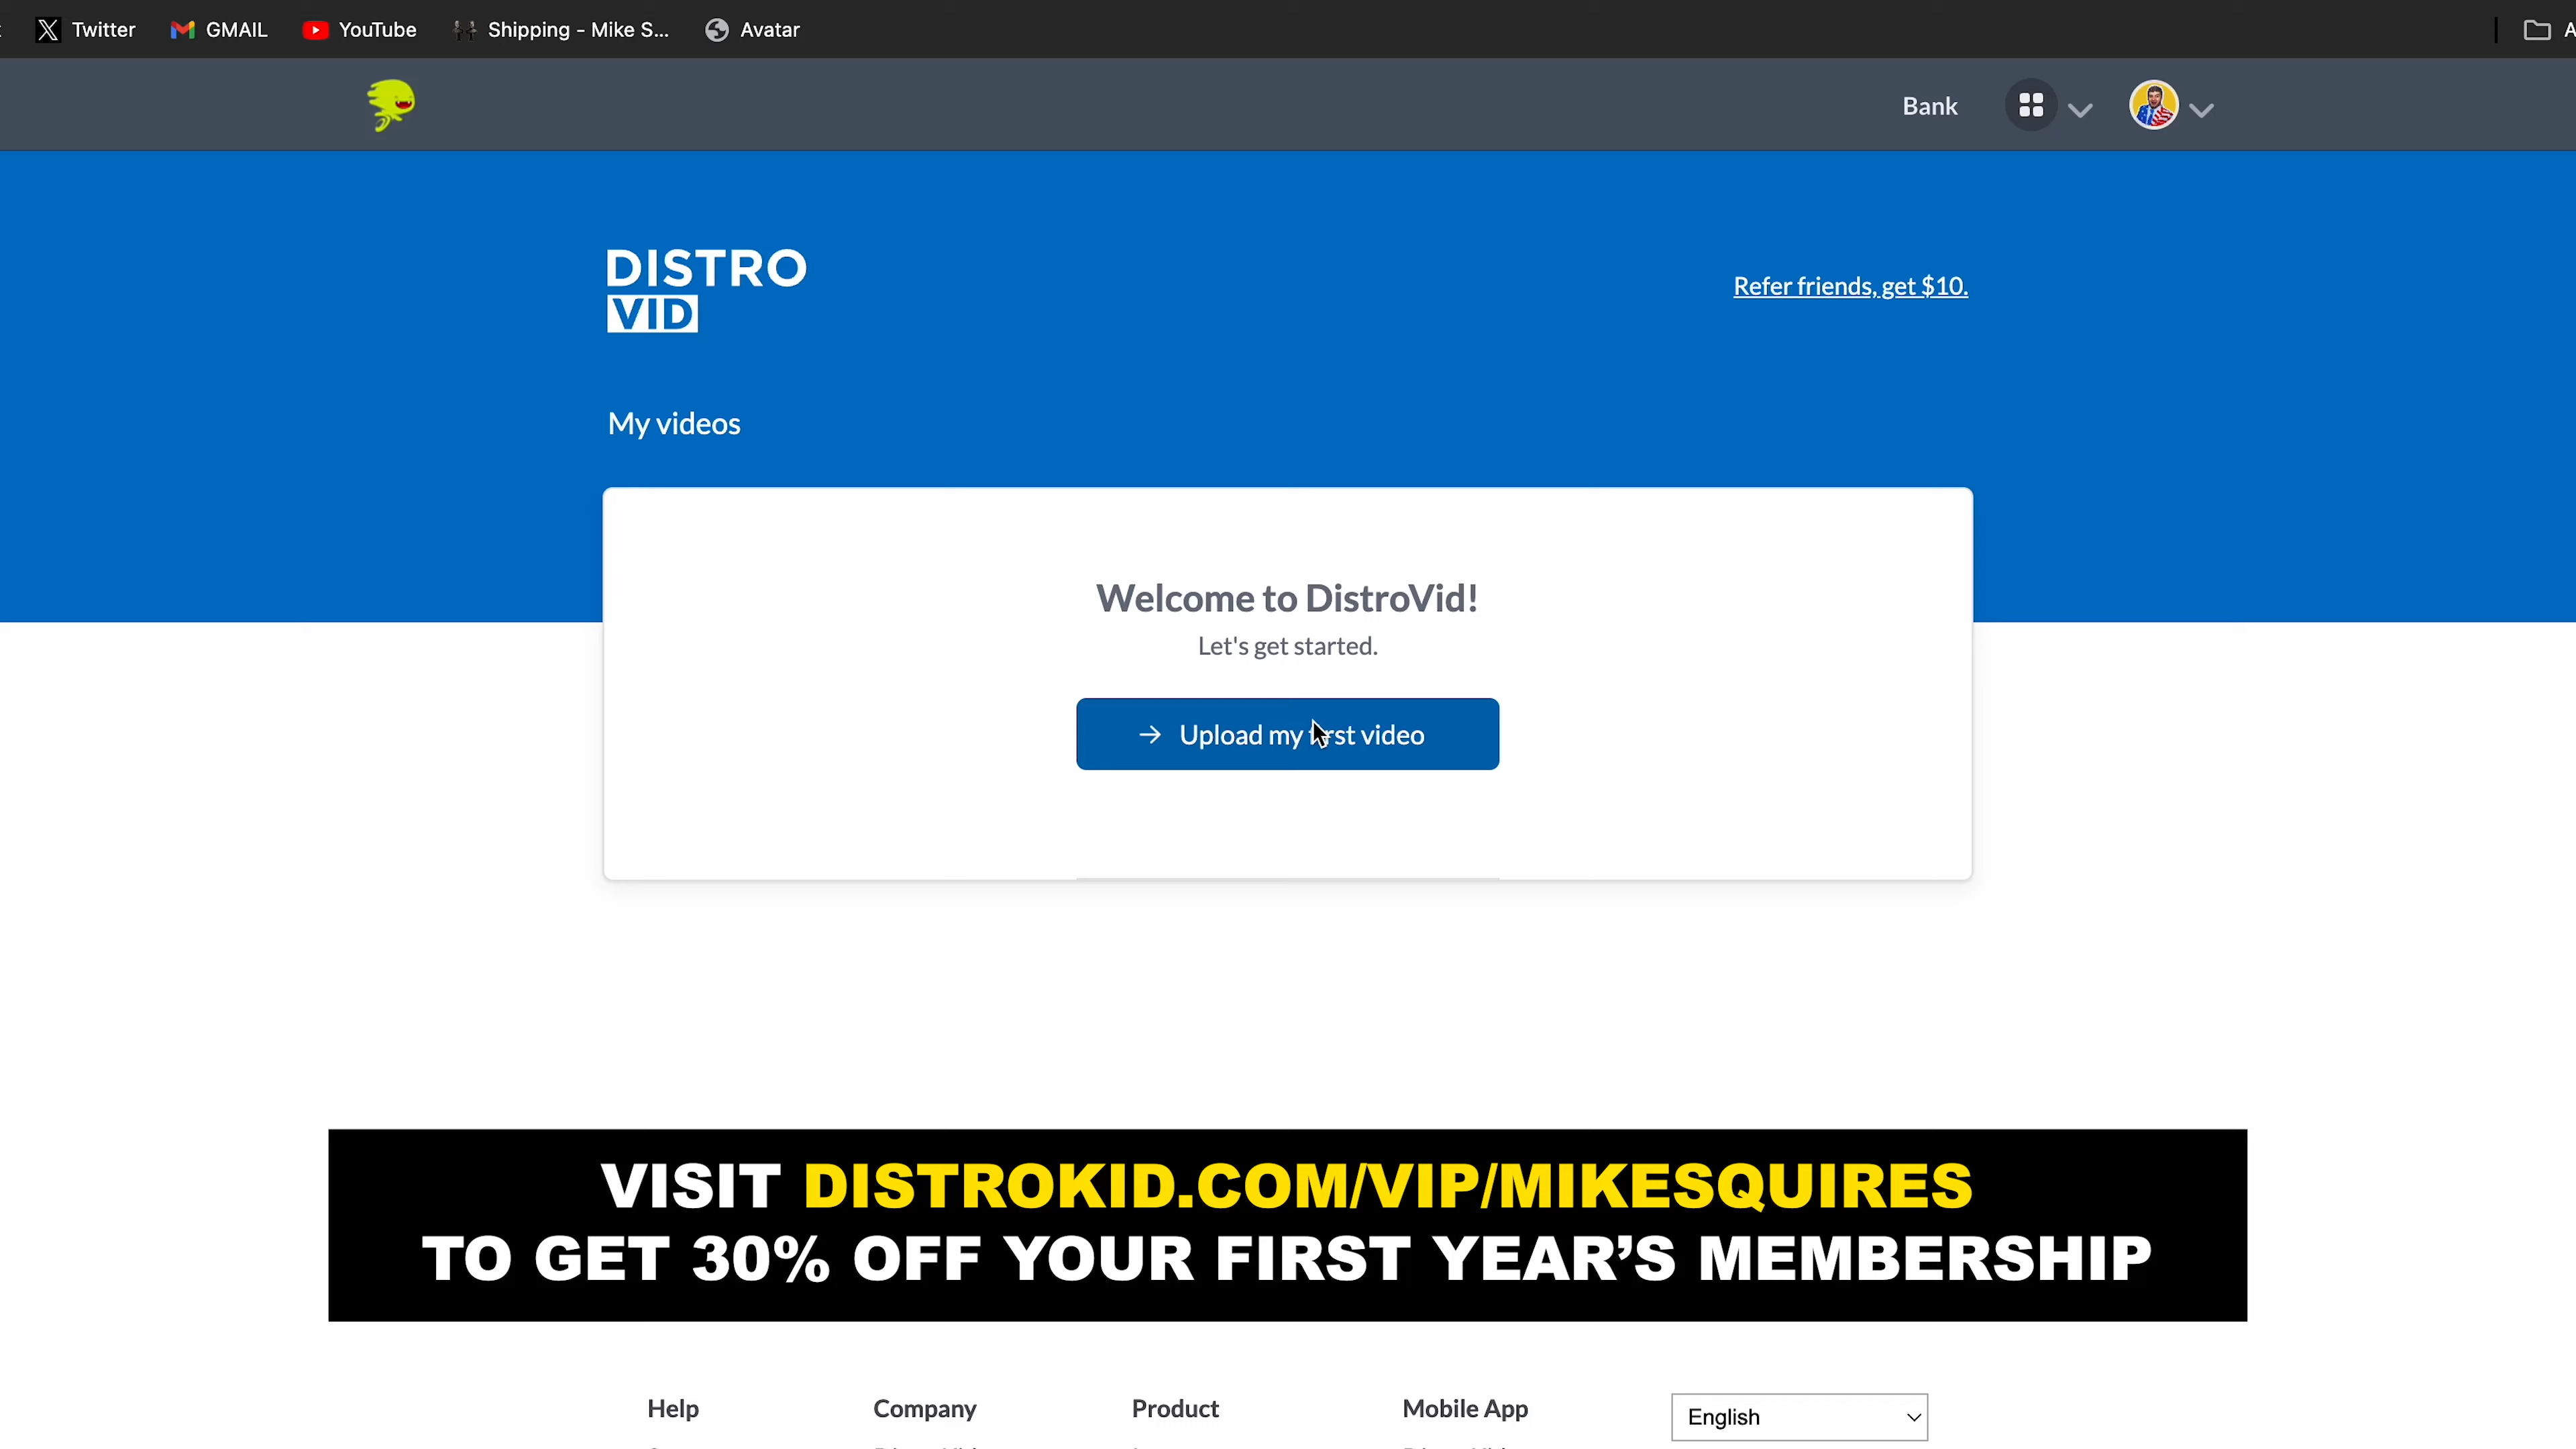 Twitter
GMAIL
YouTube
Shipping - Mike S...
Avatar
Bank
DISTRO
VID
Refer friends, get $10.
My videos
Welcome to DistroVid!
Let's get started.
→ Upload my first video
VISIT DISTROKID.COM/VIP/MIKESQUIRES
TO GET 30% OFF YOUR FIRST YEAR'S MEMBERSHIP
Help
Company
Product
Mobile App
English